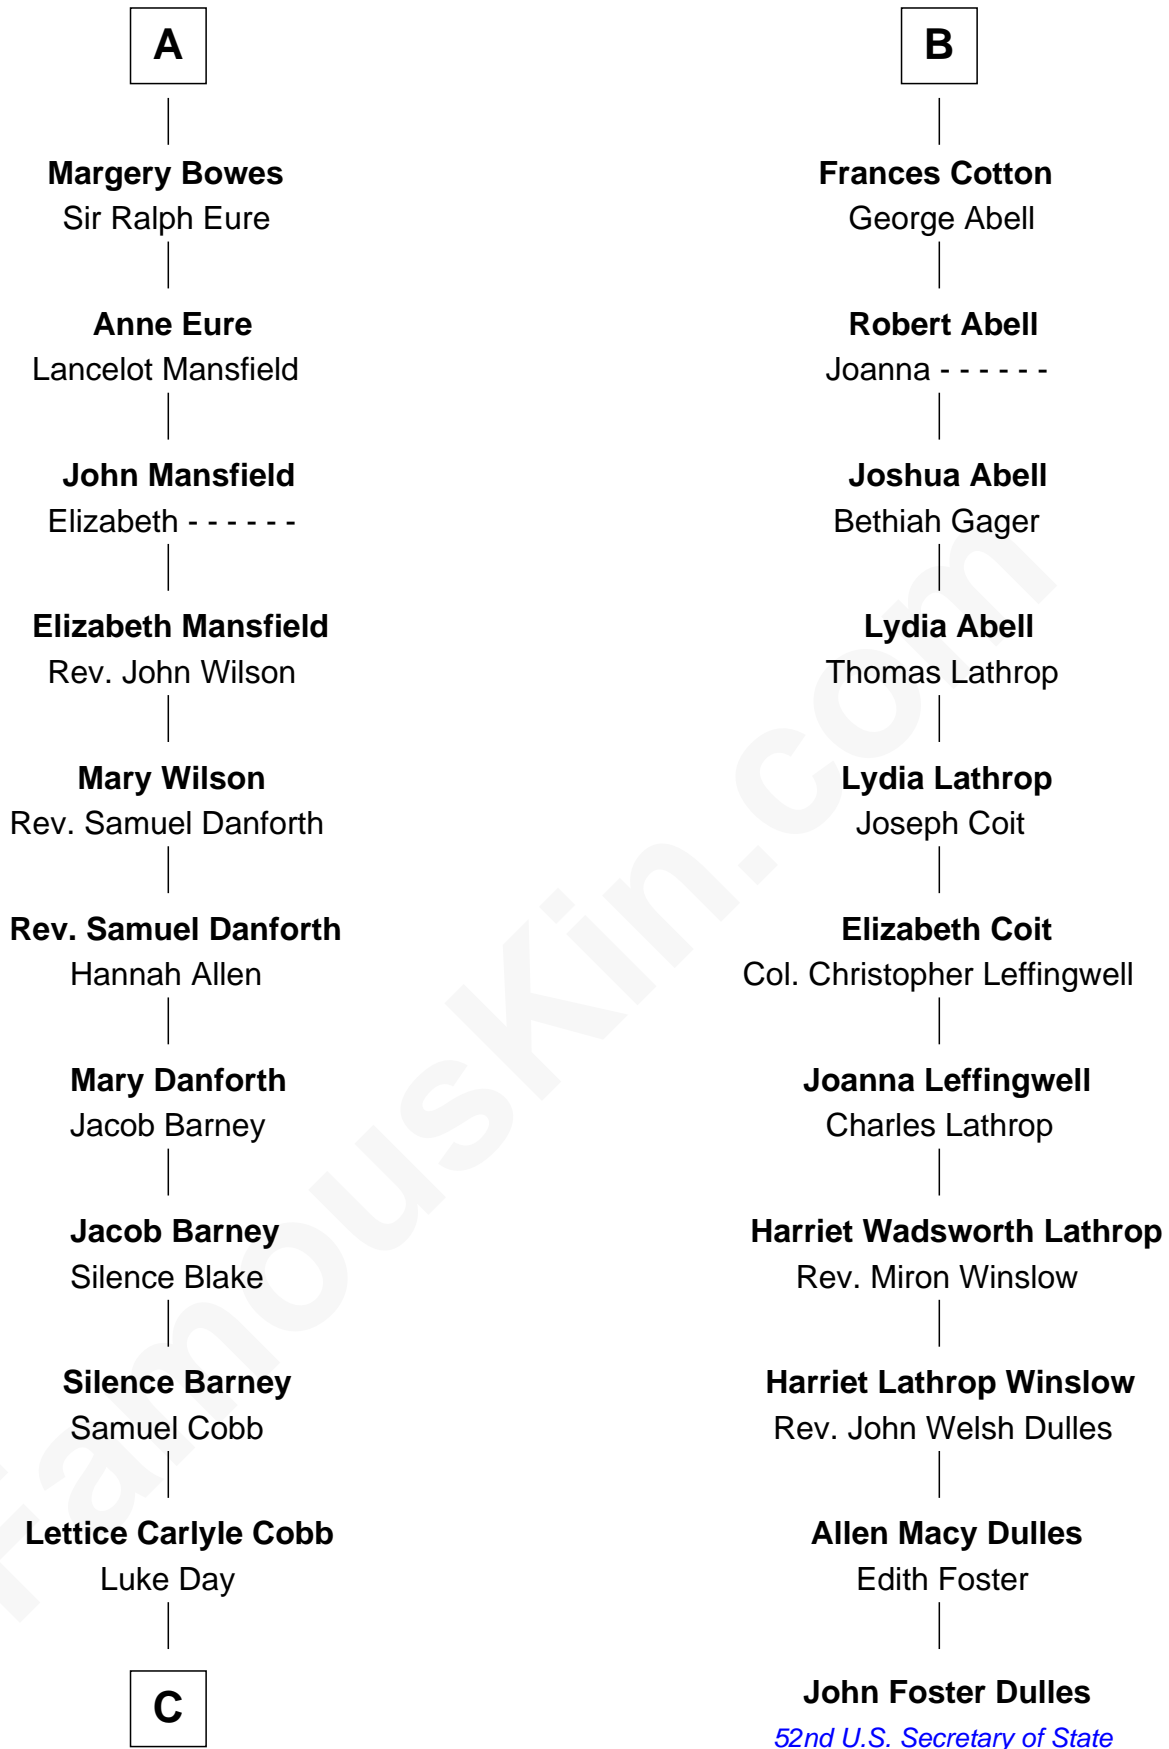 A
Margery Bowes
Sir Ralph Eure
Anne Eure
Lancelot Mansfield
John Mansfield
Elizabeth - - - - - -
Elizabeth Mansfield
Rev. John Wilson
Mary Wilson
Rev. Samuel Danforth
Rev. Samuel Danforth
Hannah Allen
Mary Danforth
Jacob Barney
Jacob Barney
Silence Blake
Silence Barney
Samuel Cobb
Lettice Carlyle Cobb
Luke Day
C
B
Frances Cotton
George Abell
Robert Abell
Joanna - - - - - -
Joshua Abell
Bethiah Gager
Lydia Abell
Thomas Lathrop
Lydia Lathrop
Joseph Coit
Elizabeth Coit
Col. Christopher Leffingwell
Joanna Leffingwell
Charles Lathrop
Harriet Wadsworth Lathrop
Rev. Miron Winslow
Harriet Lathrop Winslow
Rev. John Welsh Dulles
Allen Macy Dulles
Edith Foster
John Foster Dulles
52nd U.S. Secretary of State
FamousKin.com